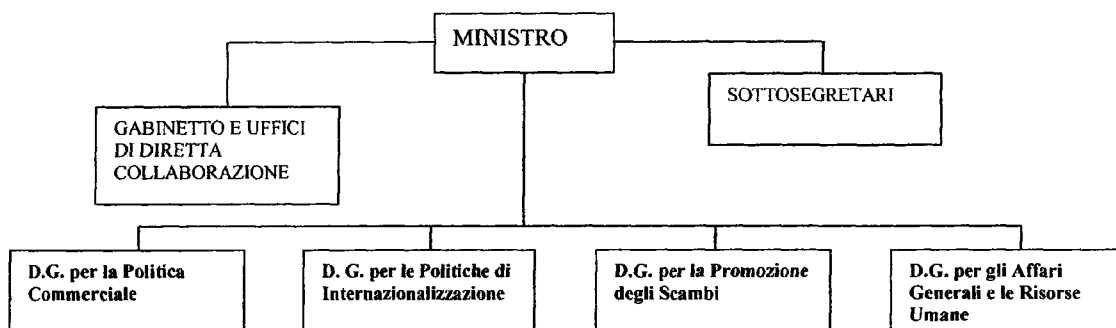 MINISTRO
GABINETTO E UFFICI
DI DIRETTA
COLLABORAZIONE
SOTTOSEGRETARI
D.G. per la Politica
Commerciale
D. G. per le Politiche di
Internazionalizzazione
D.G. per la Promozione
degli Scambi
D.G. per gli Affari
Generali e le Risorse
Umane